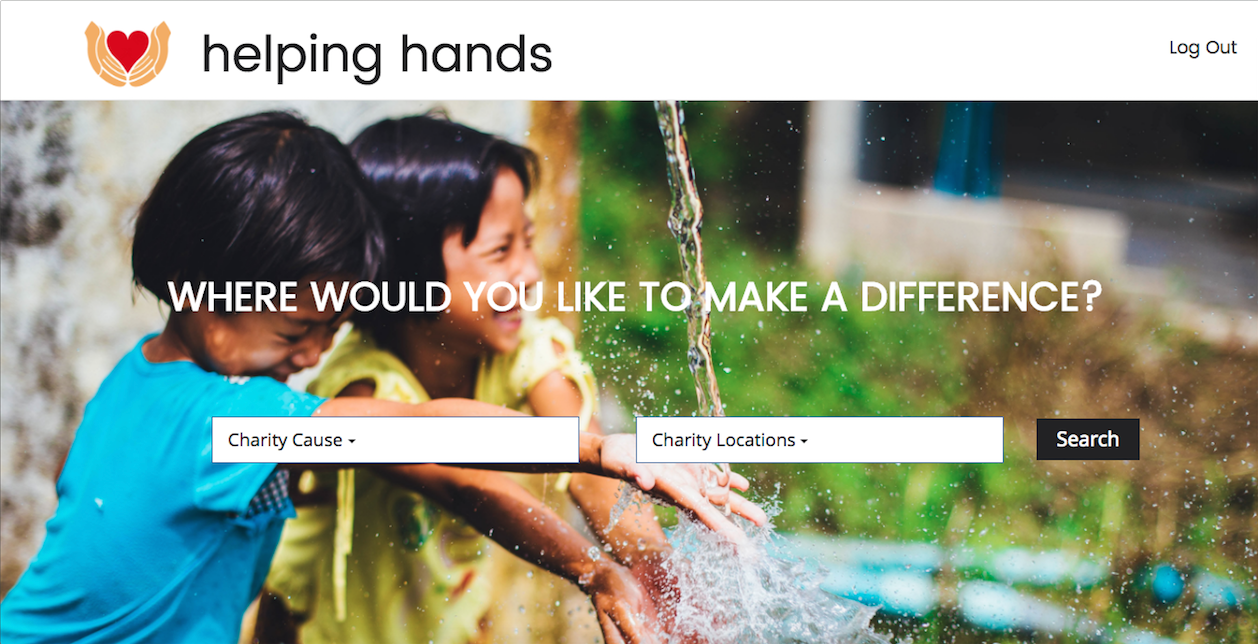 helping hands
Log Out
WHERE WOULD YOU LIKE TO MAKE A DIFFERENCE?
Charity Cause
Charity Locations
Search